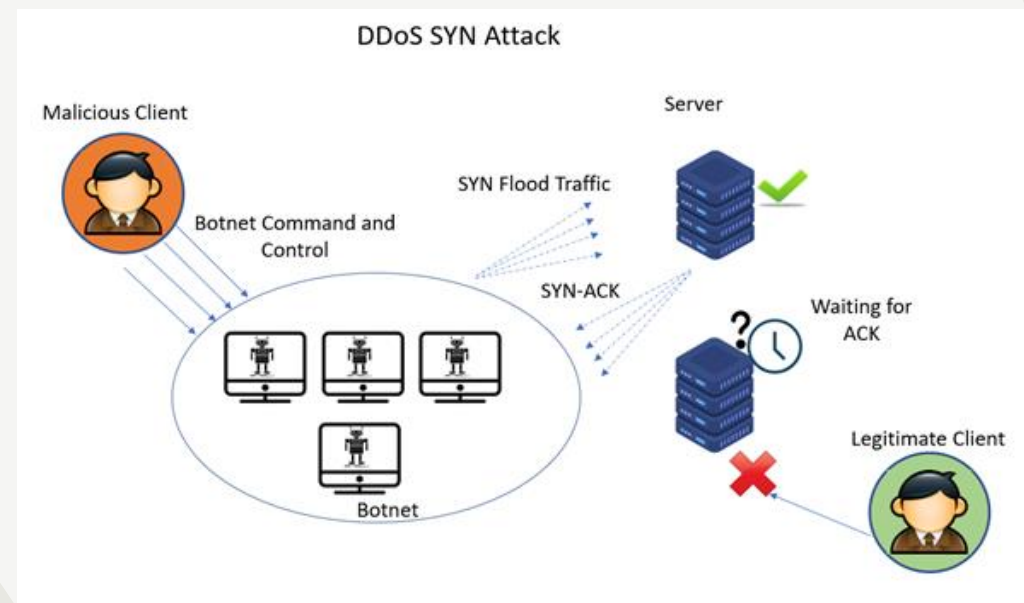 DDoS SYN Attack
Malicious Client
Server
SYN Flood Traffic
Botnet Command and
Control
SYN-ACK
Waiting for
ACK
?
Legitimate Client
Botnet